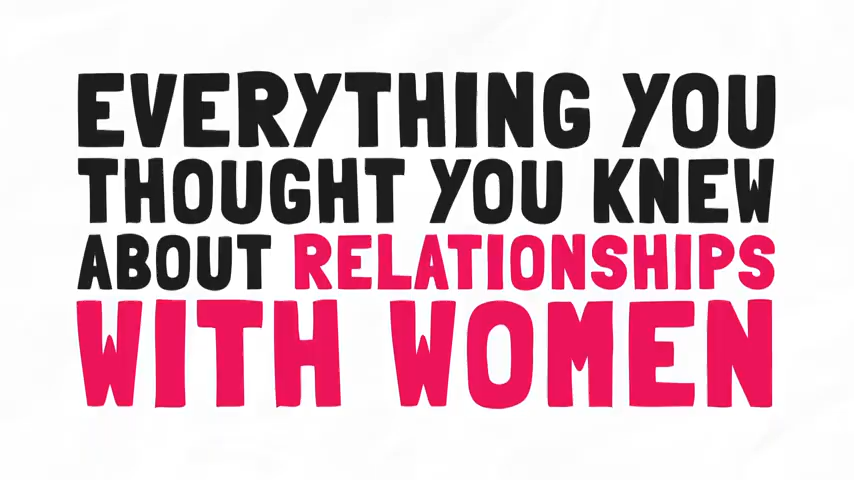 EVERYTHING YOU
THOUGHT YOU KNEW
ABOUT RELATIONSHIPS
WITH WOMEN